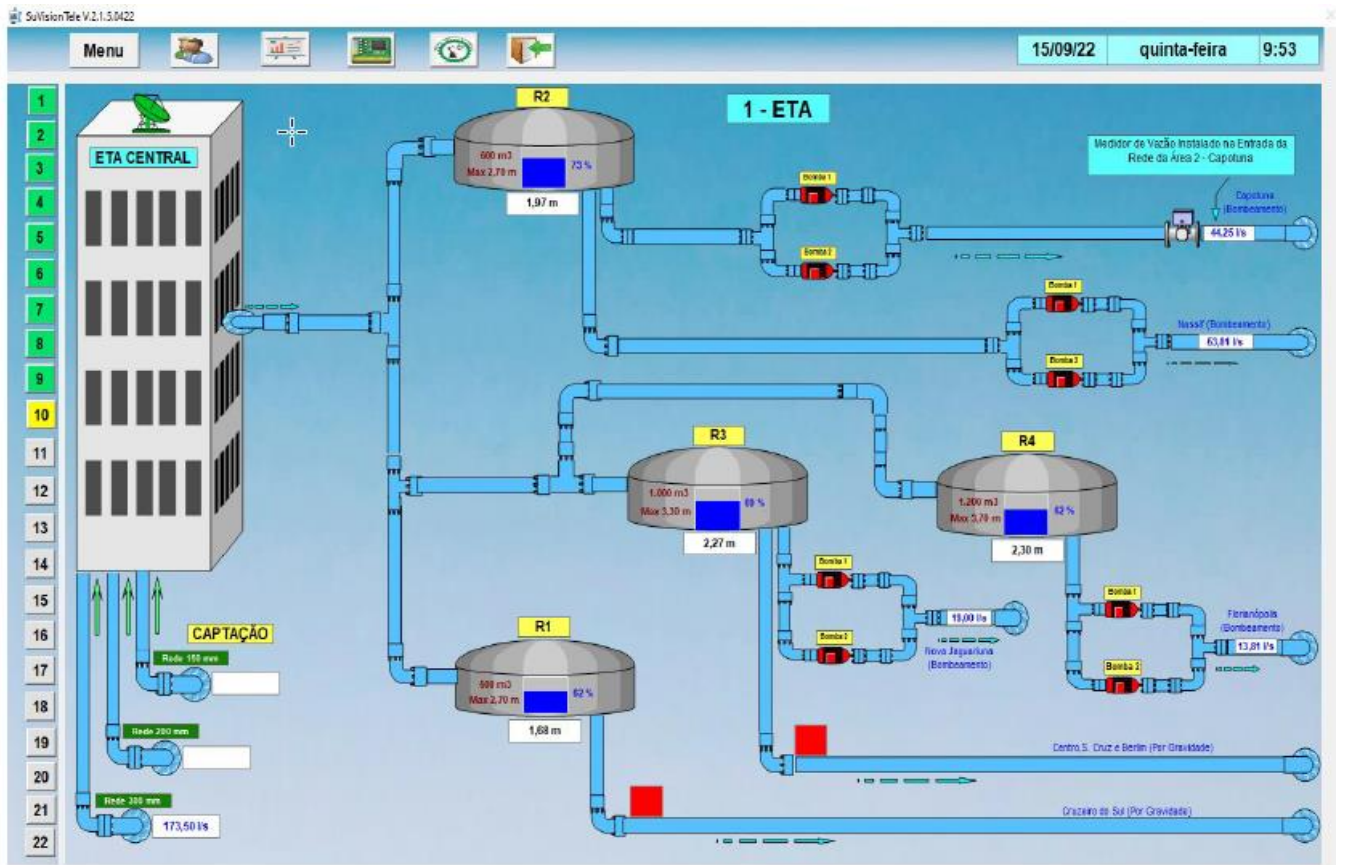 SuVisionTele V.2.1.5.0422
Menu
15/09/22
quinta-feira
9:53
1
2
3
4
5
6
7
8
9
10
11
12
13
14
15
16
17
18
19
20
21
22
ETA CENTRAL
1 - ETA
R2
600 m3
Max 2,70 m
73 %
1,97 m
Bomba 1
Bomba 2
Medidor de Vazão Instalado na Entrada da
Rede da Área 2 - Capotuna
Capotuna
(Bombeamento)
44,25 l/s
Bomba 1
Bomba 2
Nassif (Bombeamento)
63,81 l/s
R3
1.000 m3
Max 3,30 m
69 %
2,27 m
Bomba 1
Bomba 2
18,00 l/s
Nova Jaguariuna
(Bombeamento)
R4
1.200 m3
Max 3,70 m
62 %
2,30 m
Bomba 1
Bomba 2
Florianópolis
(Bombeamento)
13,81 l/s
R1
500 m3
Max 2,70 m
62 %
1,68 m
CAPTAÇÃO
Rede 150 mm
Rede 200 mm
Rede 300 mm
173,50 l/s
Centro,S. Cruz e Berlim (Por Gravidade)
Cruzeiro do Sul (Por Gravidade)